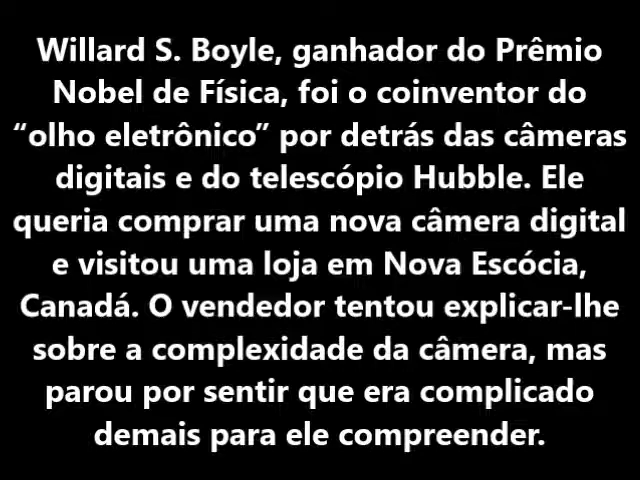 Willard S. Boyle, ganhador do Prêmio
Nobel de Física, foi o coinventor do
“olho eletrônico” por detrás das câmeras
digitais e do telescópio Hubble. Ele
queria comprar uma nova câmera digital
e visitou uma loja em Nova Escócia,
Canadá. O vendedor tentou explicar-lhe
sobre a complexidade da câmera, mas
parou por sentir que era complicado
demais para ele compreender.